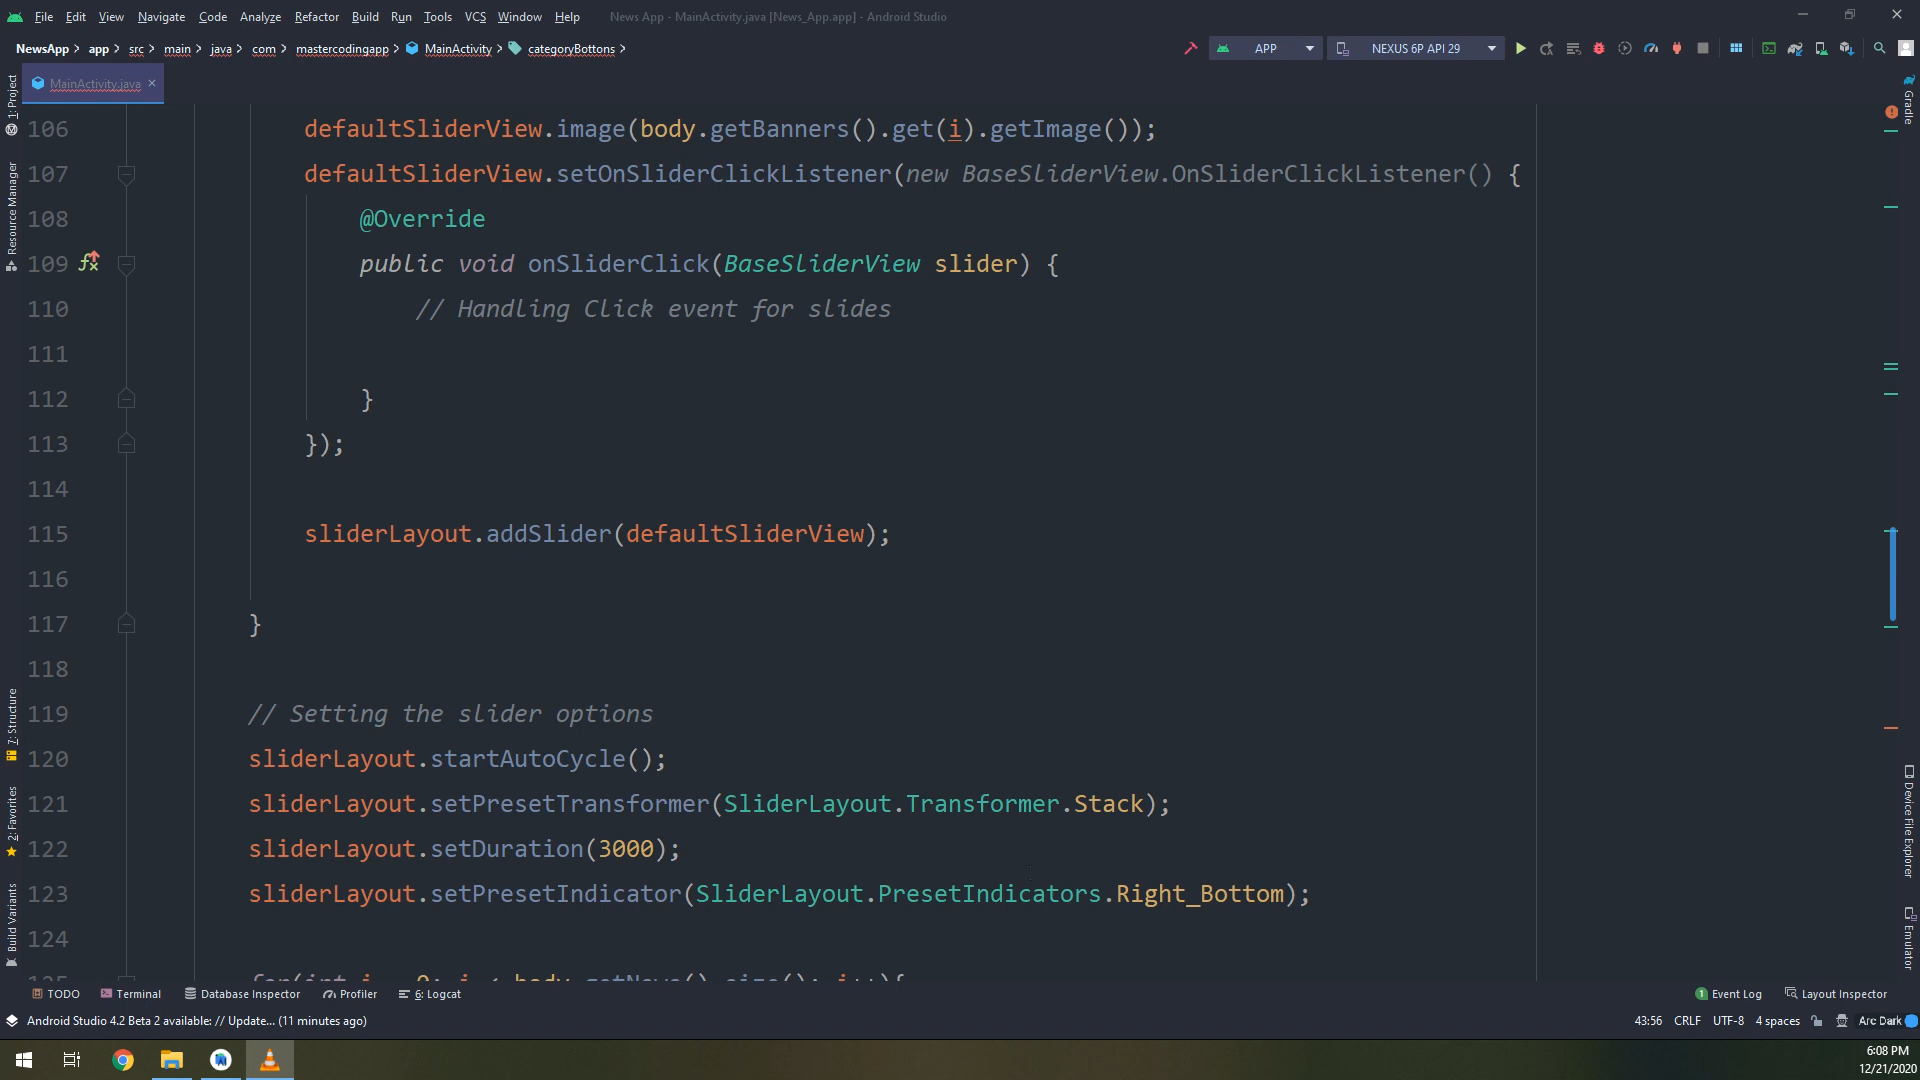 File Edit View Navigate Code Analyze Refactor Build Run Tools VCS Window Help News App - MainActivity.java [News_App.app] - Android Studio
NewsApp app src main java com mastercodingapp MainActivity categoryBottons APP NEXUS 6P API 29
MainActivity.java
1: Project
Resource Manager
7: Structure
2: Favorites
Build Variants
Gradle
Device File Explorer
Emulator
106 defaultSliderView.image(body.getBanners().get(i).getImage());
107 defaultSliderView.setOnSliderClickListener(new BaseSliderView.OnSliderClickListener() {
108 @Override
109 public void onSliderClick(BaseSliderView slider) {
110 // Handling Click event for slides
111
112 }
113 });
114
115 sliderLayout.addSlider(defaultSliderView);
116
117 }
118
119 // Setting the slider options
120 sliderLayout.startAutoCycle();
121 sliderLayout.setPresetTransformer(SliderLayout.Transformer.Stack);
122 sliderLayout.setDuration(3000);
123 sliderLayout.setPresetIndicator(SliderLayout.PresetIndicators.Right_Bottom);
124
125 for(int i = 0; i < body.getNews().size(); i++){
TODO Terminal Database Inspector Profiler 6: Logcat 1 Event Log Layout Inspector
Android Studio 4.2 Beta 2 available: // Update... (11 minutes ago) 43:56 CRLF UTF-8 4 spaces Arc Dark
6:08 PM
12/21/2020